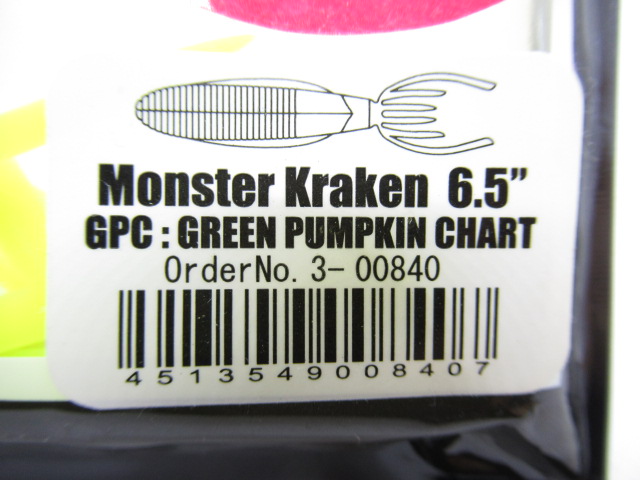 Monster Kraken 6.5”
GPC : GREEN PUMPKIN CHART
OrderNo. 3-00840
4513549008407